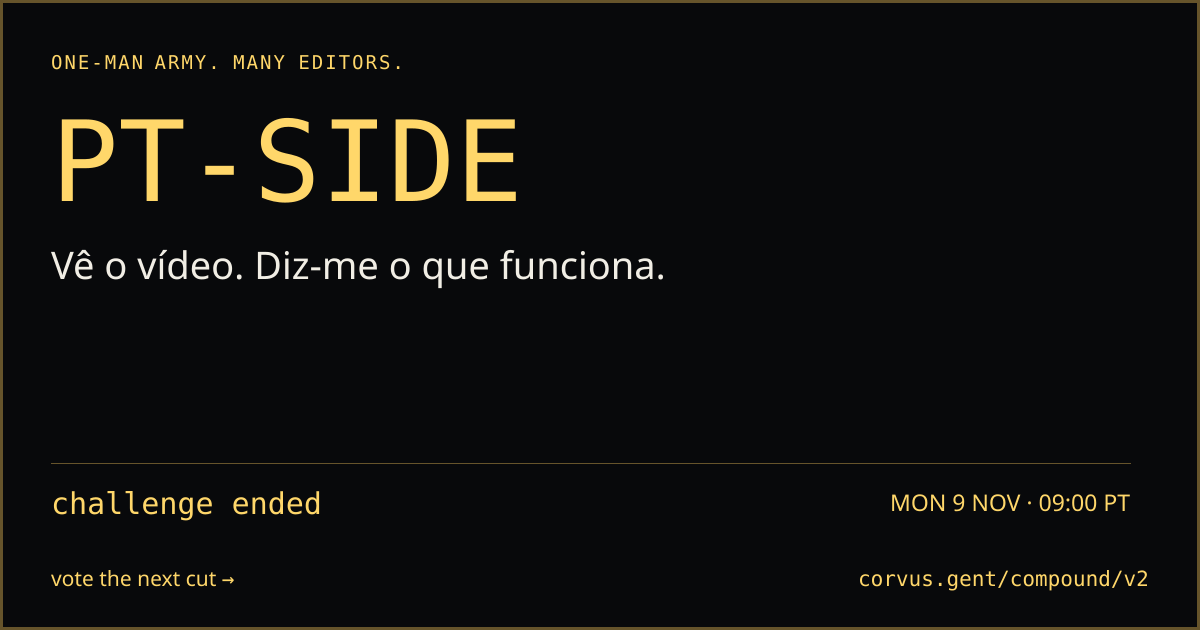 ONE-MAN ARMY. MANY EDITORS.
PT-SIDE
Vê o vídeo. Diz-me o que funciona.
challenge ended
MON 9 NOV · 09:00 PT
vote the next cut →
corvus.gent/compound/v2